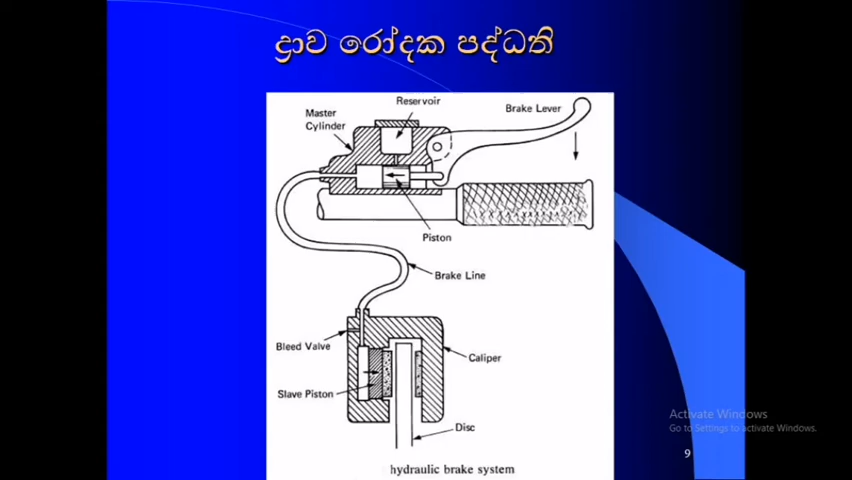 ද්‍රාව රෝදක පද්ධති
Reservoir
Master
Cylinder
Brake Lever
Piston
Brake Line
Bleed Valve
Caliper
Slave Piston
Disc
hydraulic brake system
Activate Windows
Go to Settings to activate Windows.
9